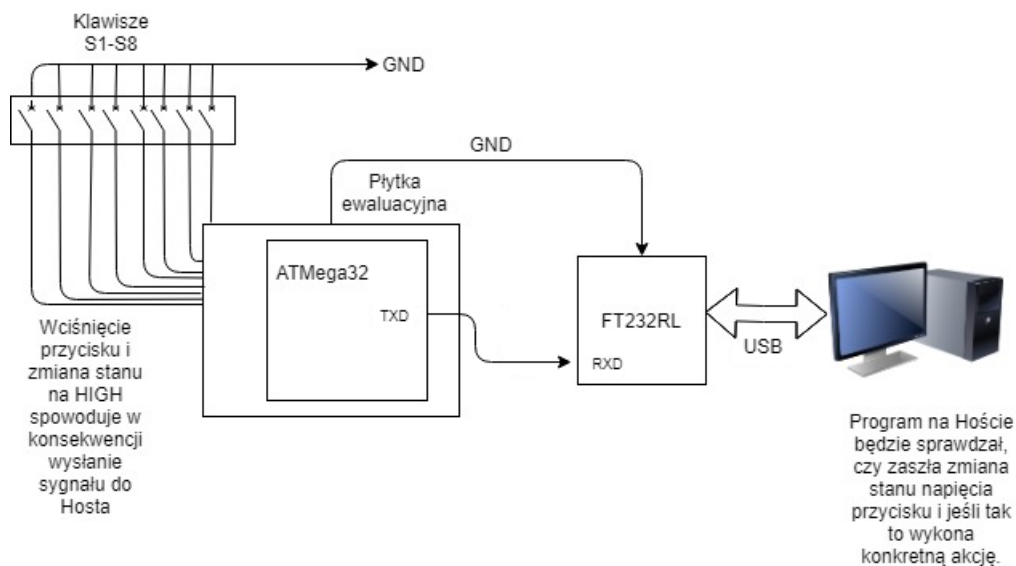 Klawisze
S1-S8
GND
GND
Płytka
ewaluacyjna
ATMega32
TXD
FT232RL
RXD
USB
Wciśnięcie
przycisku i
zmiana stanu
na HIGH
spowoduje w
konsekwencji
wysłanie
sygnału do
Hosta
Program na Hoście
będzie sprawdzał,
czy zaszła zmiana
stanu napięcia
przycisku i jeśli tak
to wykona
konkretną akcję.